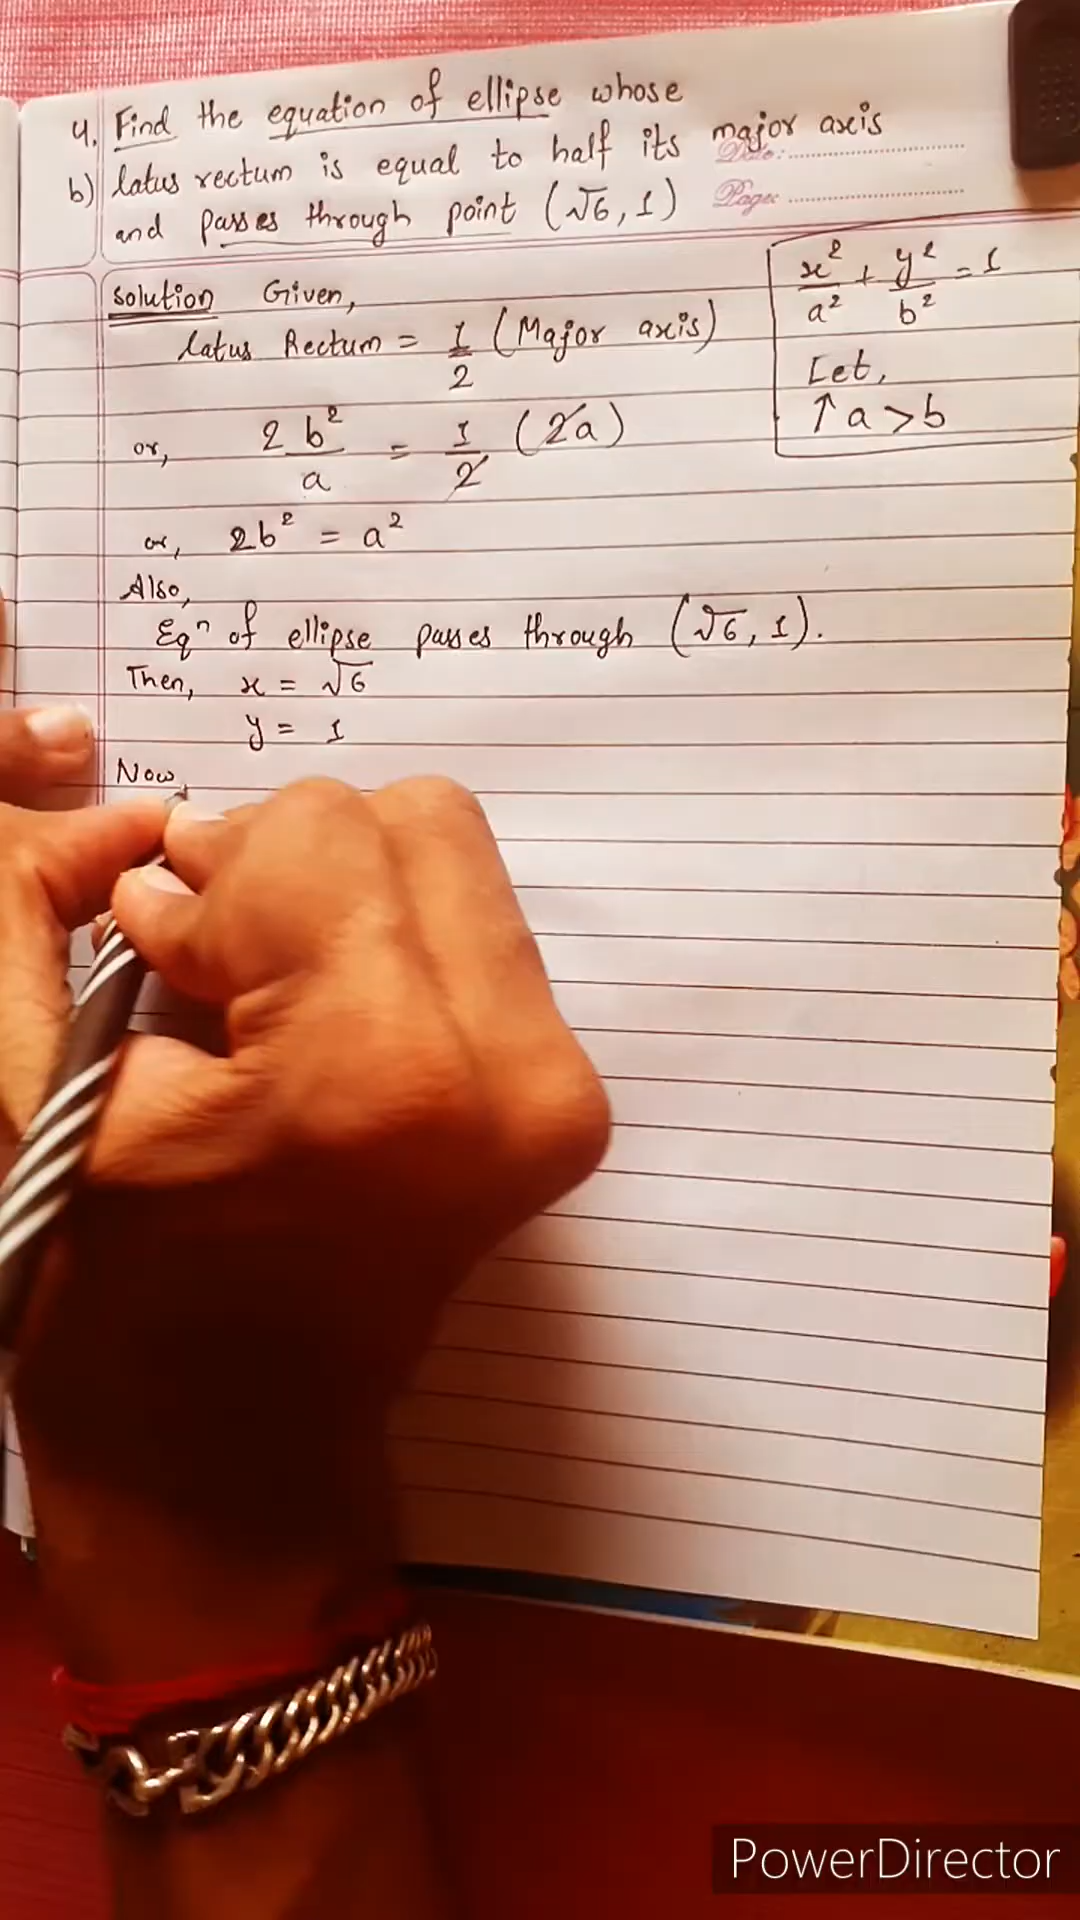 4. Find the equation of ellipse whose
b) latus rectum is equal to half its major axis
and passes through point (√6, 1)
Date:
Page:
Solution Given,
Latus Rectum = 1/2 (Major axis)
or, 2b²/a = 1/2 (2a)
or, 2b² = a²
Also,
Eqⁿ of ellipse passes through (√6, 1).
Then, x = √6
y = 1
Now,
x²/a² + y²/b² = 1
Let,
↑ a > b
PowerDirector